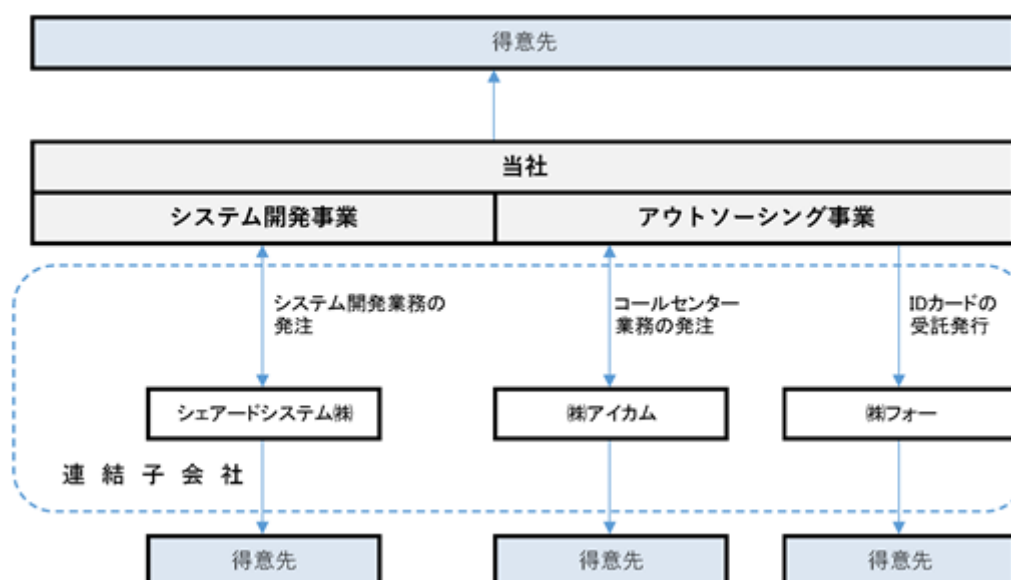 得意先
当社
システム開発事業
アウトソーシング事業
システム開発業務の
発注
コールセンター
業務の発注
IDカードの
受託発行
シェアードシステム㈱
㈱アイカム
㈱フォー
連結子会社
得意先
得意先
得意先